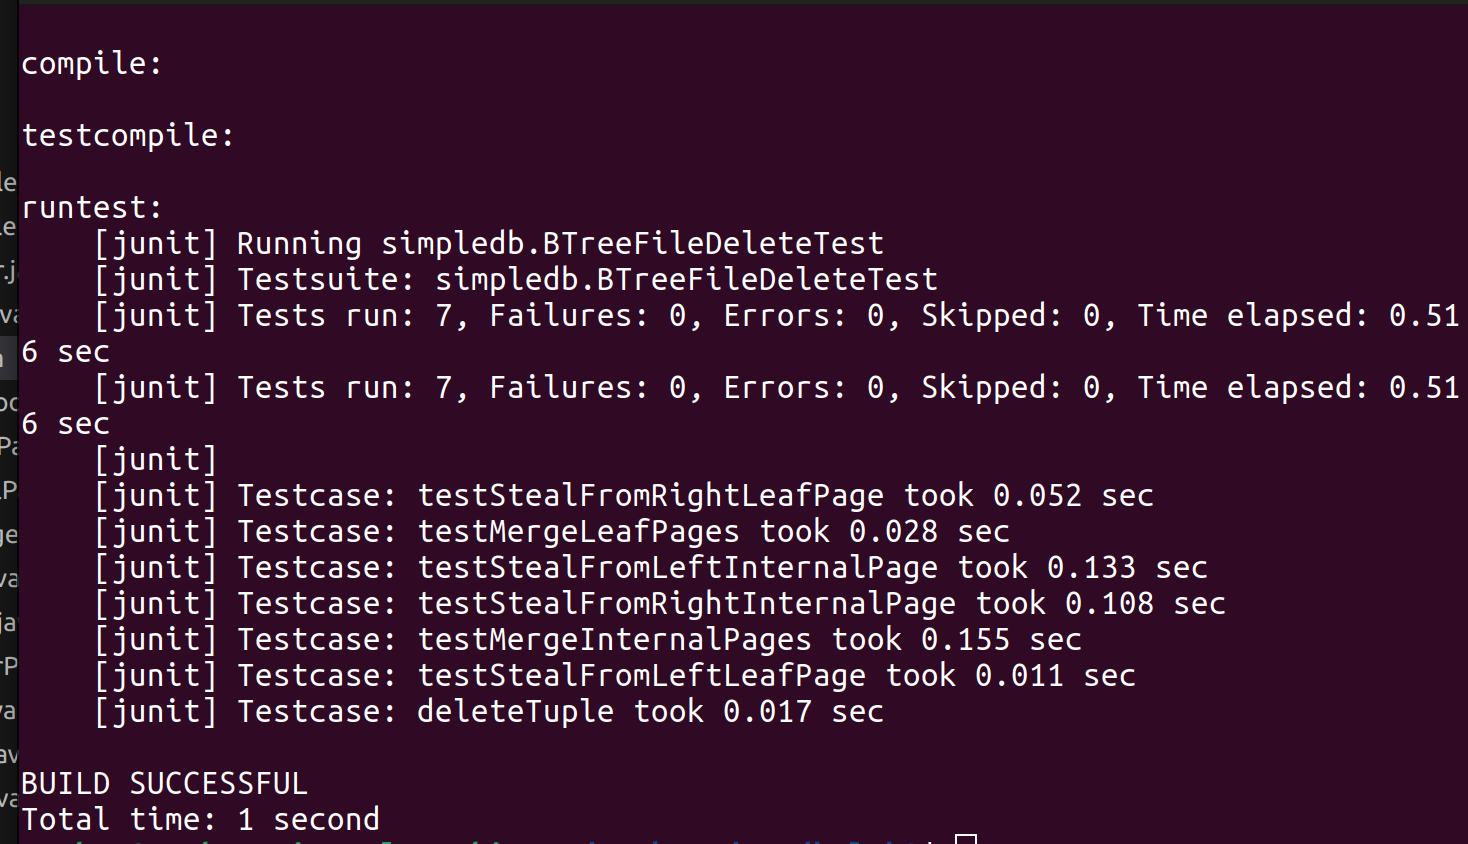 compile:
testcompile:
runtest:
[junit] Running simpledb.BTreeFileDeleteTest
[junit] Testsuite: simpledb.BTreeFileDeleteTest
[junit] Tests run: 7, Failures: 0, Errors: 0, Skipped: 0, Time elapsed: 0.51
6 sec
[junit] Tests run: 7, Failures: 0, Errors: 0, Skipped: 0, Time elapsed: 0.51
6 sec
[junit]
[junit] Testcase: testStealFromRightLeafPage took 0.052 sec
[junit] Testcase: testMergeLeafPages took 0.028 sec
[junit] Testcase: testStealFromLeftInternalPage took 0.133 sec
[junit] Testcase: testStealFromRightInternalPage took 0.108 sec
[junit] Testcase: testMergeInternalPages took 0.155 sec
[junit] Testcase: testStealFromLeftLeafPage took 0.011 sec
[junit] Testcase: deleteTuple took 0.017 sec
BUILD SUCCESSFUL
Total time: 1 second